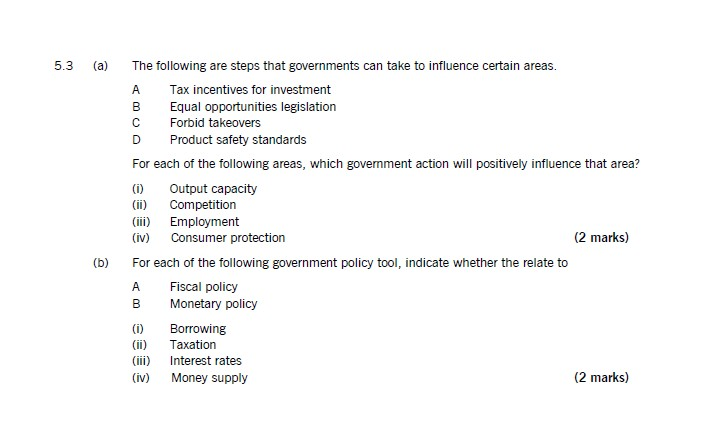 5.3 (a) The following are steps that governments can take to influence certain areas.
A Tax incentives for investment
B Equal opportunities legislation
C Forbid takeovers
D Product safety standards
For each of the following areas, which government action will positively influence that area?
(i) Output capacity
(ii) Competition
(iii) Employment
(iv) Consumer protection (2 marks)
(b) For each of the following government policy tool, indicate whether the relate to
A Fiscal policy
B Monetary policy
(i) Borrowing
(ii) Taxation
(iii) Interest rates
(iv) Money supply (2 marks)